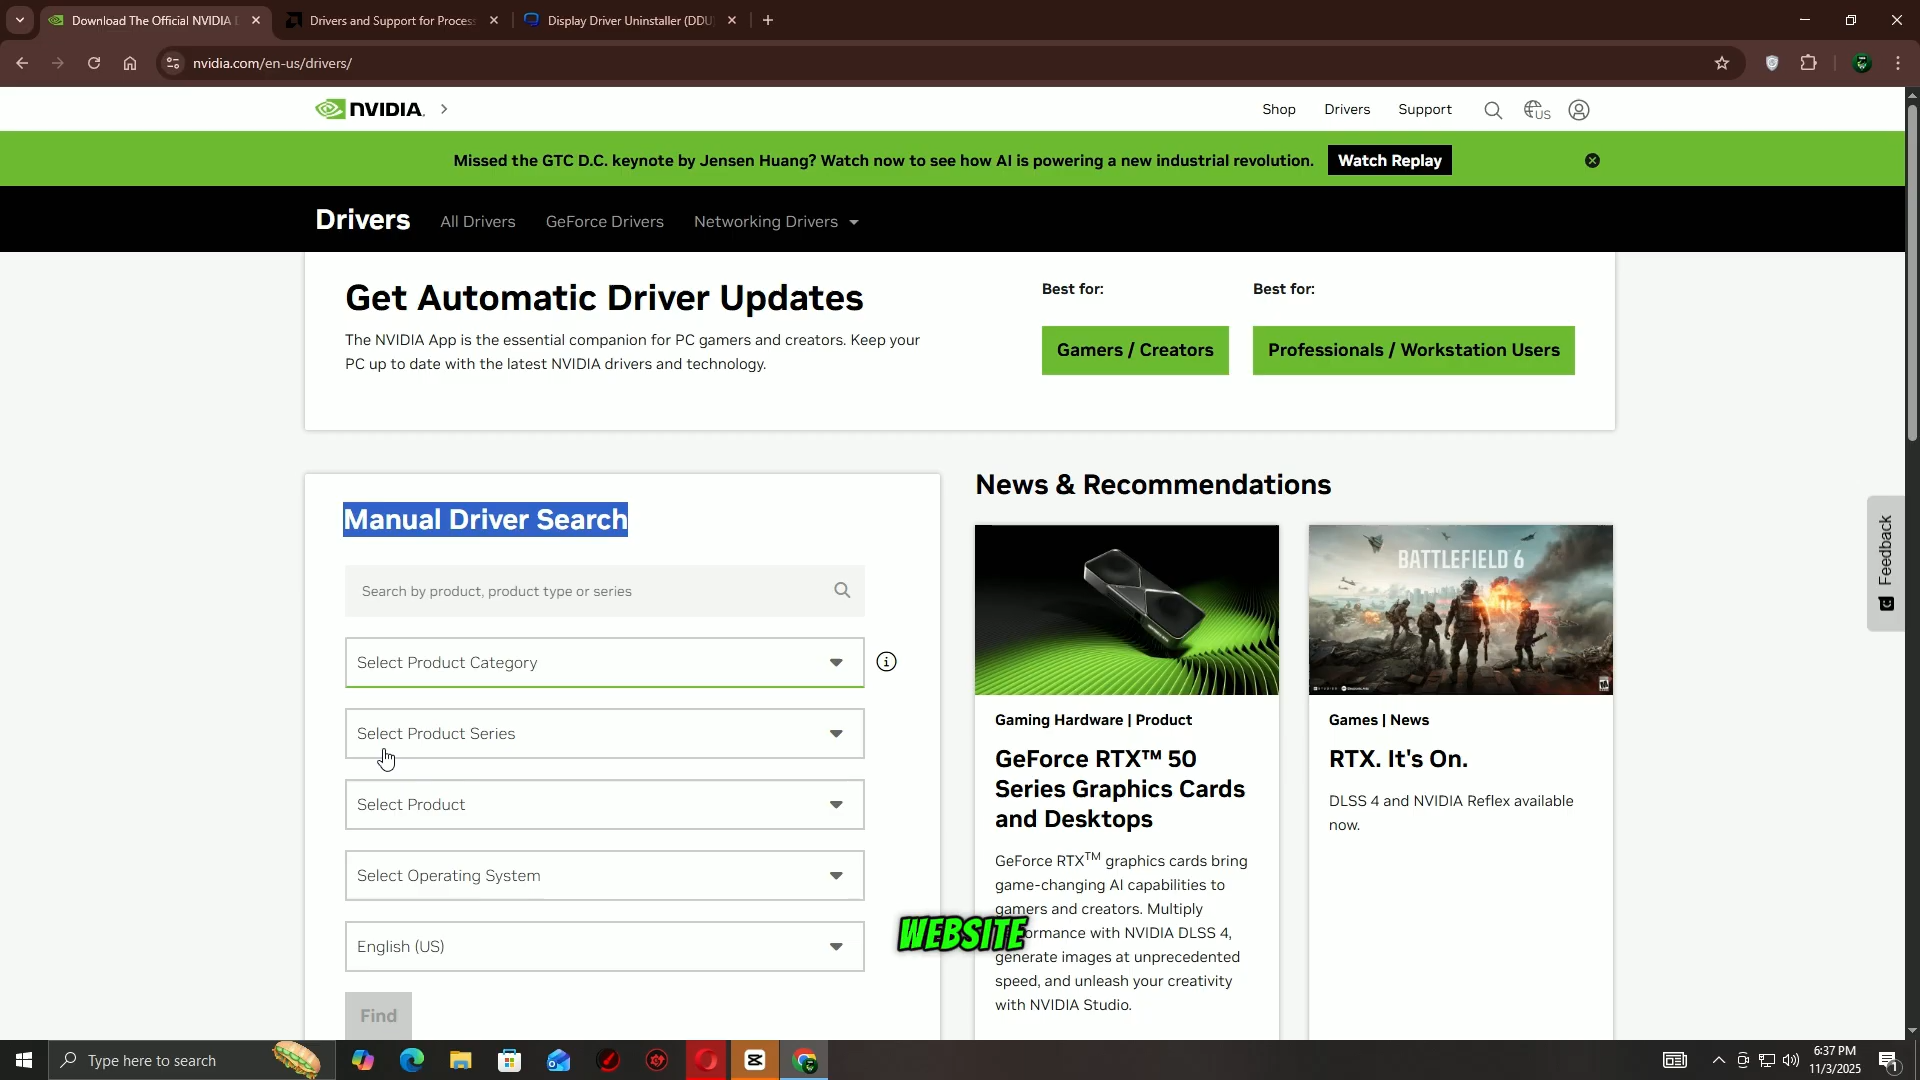 Download The Official NVIDIA D
Drivers and Support for Process
Display Driver Uninstaller (DDU
nvidia.com/en-us/drivers/
NVIDIA.
Shop
Drivers
Support
US
Missed the GTC D.C. keynote by Jensen Huang? Watch now to see how AI is powering a new industrial revolution.
Watch Replay
Drivers
All Drivers
GeForce Drivers
Networking Drivers
Get Automatic Driver Updates
The NVIDIA App is the essential companion for PC gamers and creators. Keep your
PC up to date with the latest NVIDIA drivers and technology.
Best for:
Gamers / Creators
Best for:
Professionals / Workstation Users
Manual Driver Search
Search by product, product type or series
Select Product Category
Select Product Series
Select Product
Select Operating System
English (US)
Find
News & Recommendations
Gaming Hardware | Product
GeForce RTX™ 50
Series Graphics Cards
and Desktops
GeForce RTX™ graphics cards bring
game-changing AI capabilities to
gamers and creators. Multiply
ormance with NVIDIA DLSS 4,
generate images at unprecedented
speed, and unleash your creativity
with NVIDIA Studio.
BATTLEFIELD 6
Games | News
RTX. It's On.
DLSS 4 and NVIDIA Reflex available
now.
Feedback
WEBSITE
Type here to search
6:37 PM
11/3/2025
1